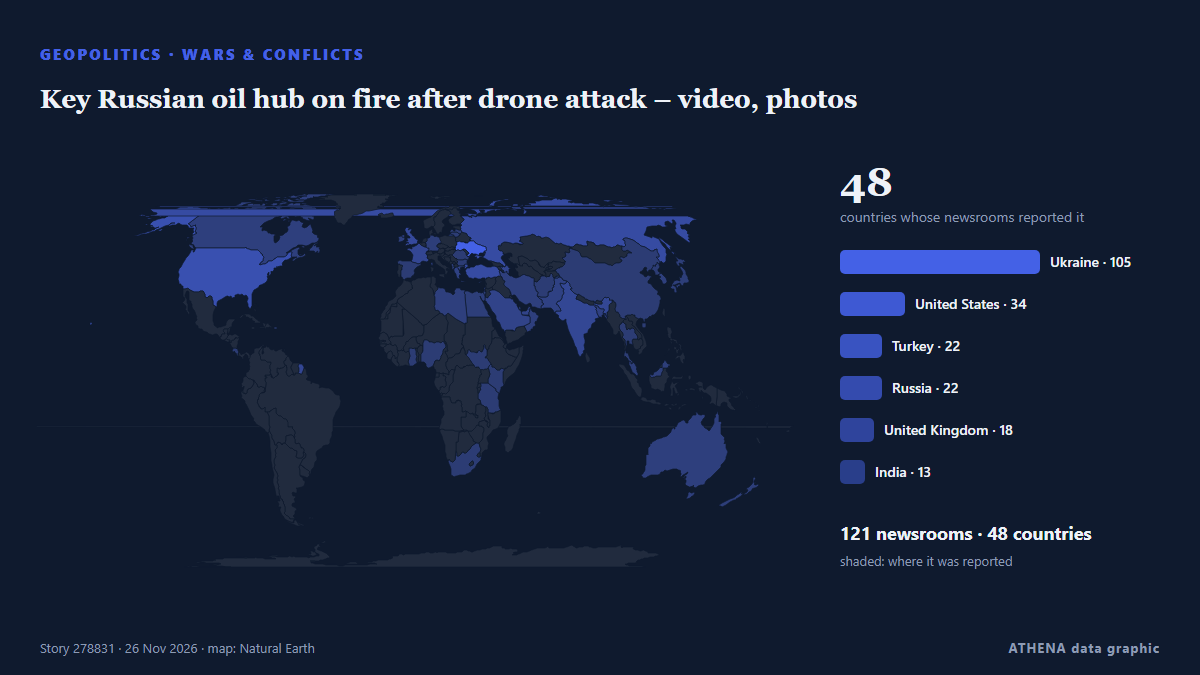 GEOPOLITICS · WARS & CONFLICTS
Key Russian oil hub on fire after drone attack – video, photos
48
countries whose newsrooms reported it
Ukraine · 105
United States · 34
Turkey · 22
Russia · 22
United Kingdom · 18
India · 13
121 newsrooms · 48 countries
shaded: where it was reported
Story 278831 · 26 Nov 2026 · map: Natural Earth
ATHENA data graphic